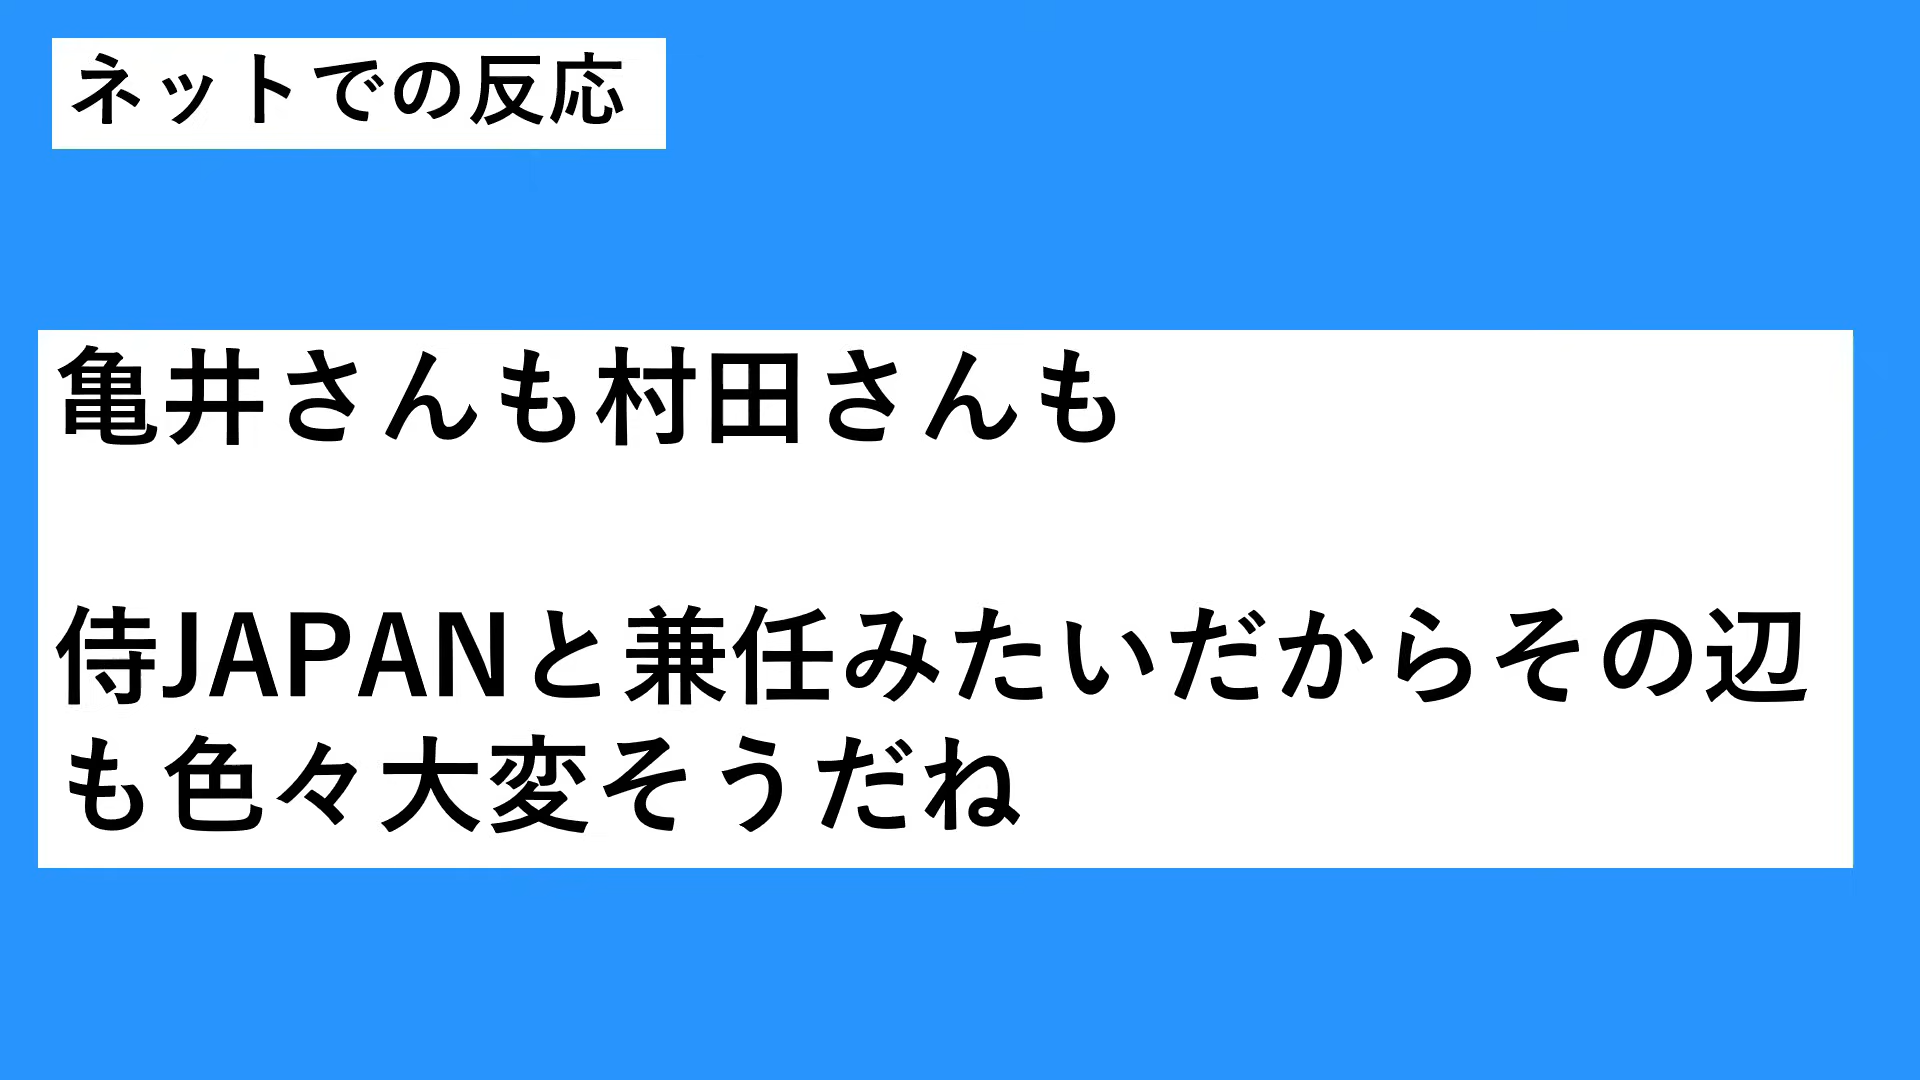 ネットでの反応
亀井さんも村田さんも
侍JAPANと兼任みたいだからその辺
も色々大変そうだね